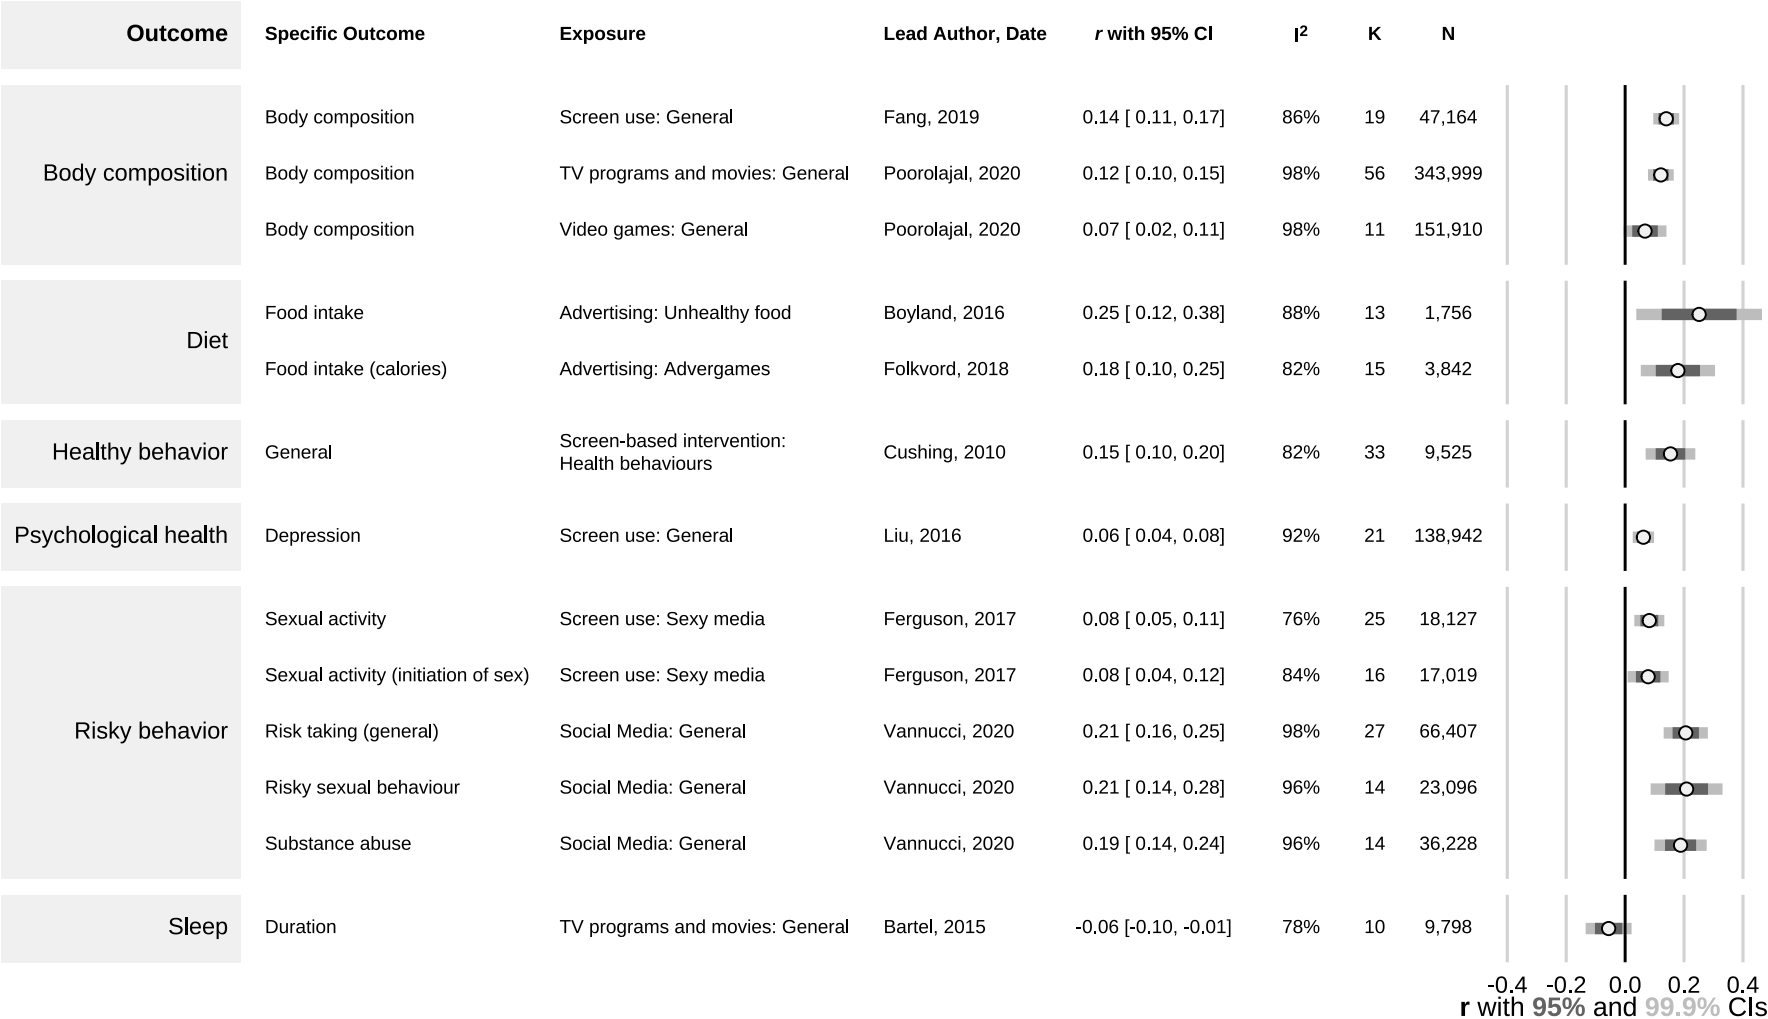 Outcome Specific Outcome Exposure Lead Author, Date r with 95% CI I² K N
Body composition
Body composition Screen use: General Fang, 2019 0.14 [ 0.11, 0.17] 86% 19 47,164
Body composition TV programs and movies: General Poorolajal, 2020 0.12 [ 0.10, 0.15] 98% 56 343,999
Body composition Video games: General Poorolajal, 2020 0.07 [ 0.02, 0.11] 98% 11 151,910
Diet
Food intake Advertising: Unhealthy food Boyland, 2016 0.25 [ 0.12, 0.38] 88% 13 1,756
Food intake (calories) Advertising: Advergames Folkvord, 2018 0.18 [ 0.10, 0.25] 82% 15 3,842
Healthy behavior
General Screen-based intervention:
Health behaviours Cushing, 2010 0.15 [ 0.10, 0.20] 82% 33 9,525
Psychological health
Depression Screen use: General Liu, 2016 0.06 [ 0.04, 0.08] 92% 21 138,942
Risky behavior
Sexual activity Screen use: Sexy media Ferguson, 2017 0.08 [ 0.05, 0.11] 76% 25 18,127
Sexual activity (initiation of sex) Screen use: Sexy media Ferguson, 2017 0.08 [ 0.04, 0.12] 84% 16 17,019
Risk taking (general) Social Media: General Vannucci, 2020 0.21 [ 0.16, 0.25] 98% 27 66,407
Risky sexual behaviour Social Media: General Vannucci, 2020 0.21 [ 0.14, 0.28] 96% 14 23,096
Substance abuse Social Media: General Vannucci, 2020 0.19 [ 0.14, 0.24] 96% 14 36,228
Sleep
Duration TV programs and movies: General Bartel, 2015 -0.06 [-0.10, -0.01] 78% 10 9,798
-0.4 -0.2 0.0 0.2 0.4
r with 95% and 99.9% CIs